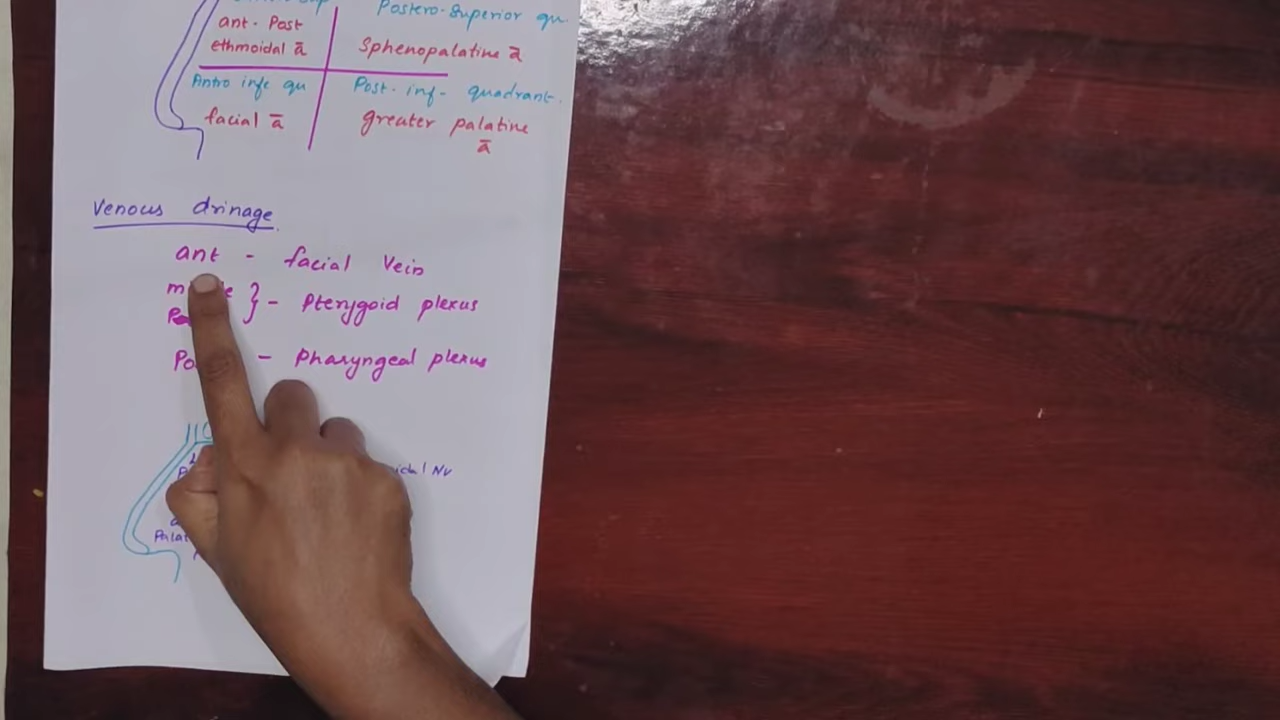 Postero-Superior qu.
ant- Post
ethmoidal a̅
Sphenopalatine a̅
Antro infe qu
facial a̅
Post- inf- quadrant.
greater palatine
a̅
Venous drinage
ant - facial Vein
} - Pterygoid plexus
- Pharyngeal plexus
Nv